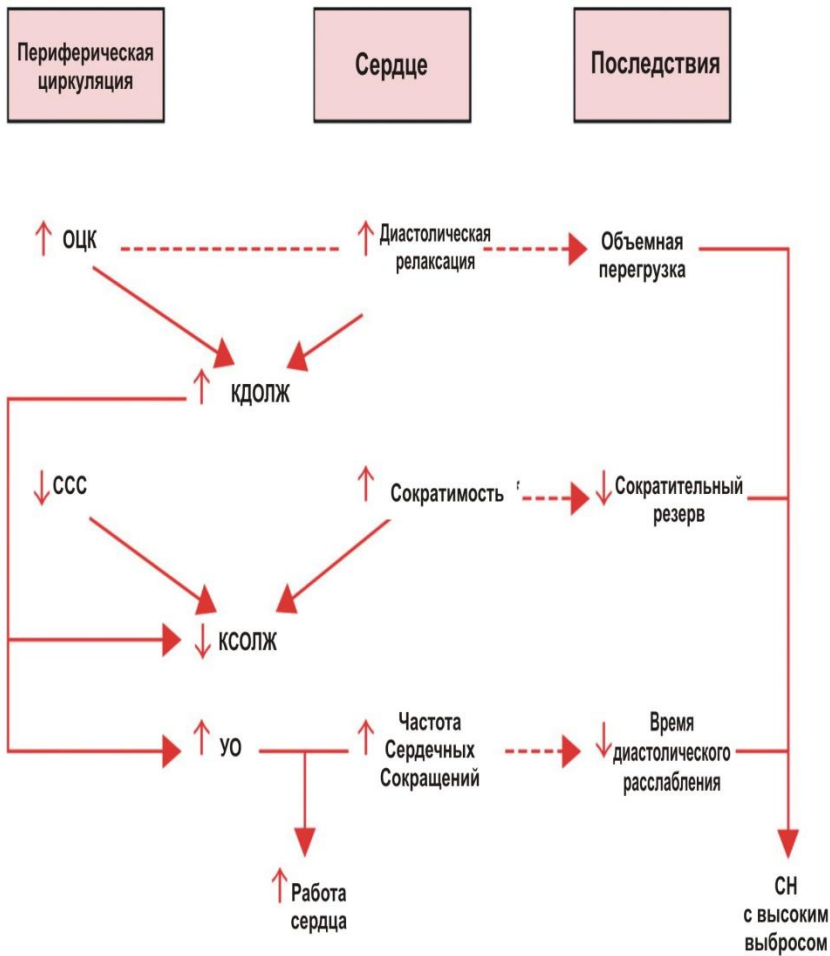 Периферическая
циркуляция
Сердце
Последствия
↑ ОЦК
↑ Диастолическая
релаксация
Объемная
перегрузка
↑ КДОЛЖ
↓ ССС
↑ Сократимость
↓ Сократительный
резерв
↓ КСОЛЖ
↑ УО
↑ Частота
Сердечных
Сокращений
↓ Время
диастолического
расслабления
↑ Работа
сердца
СН
с высоким
выбросом